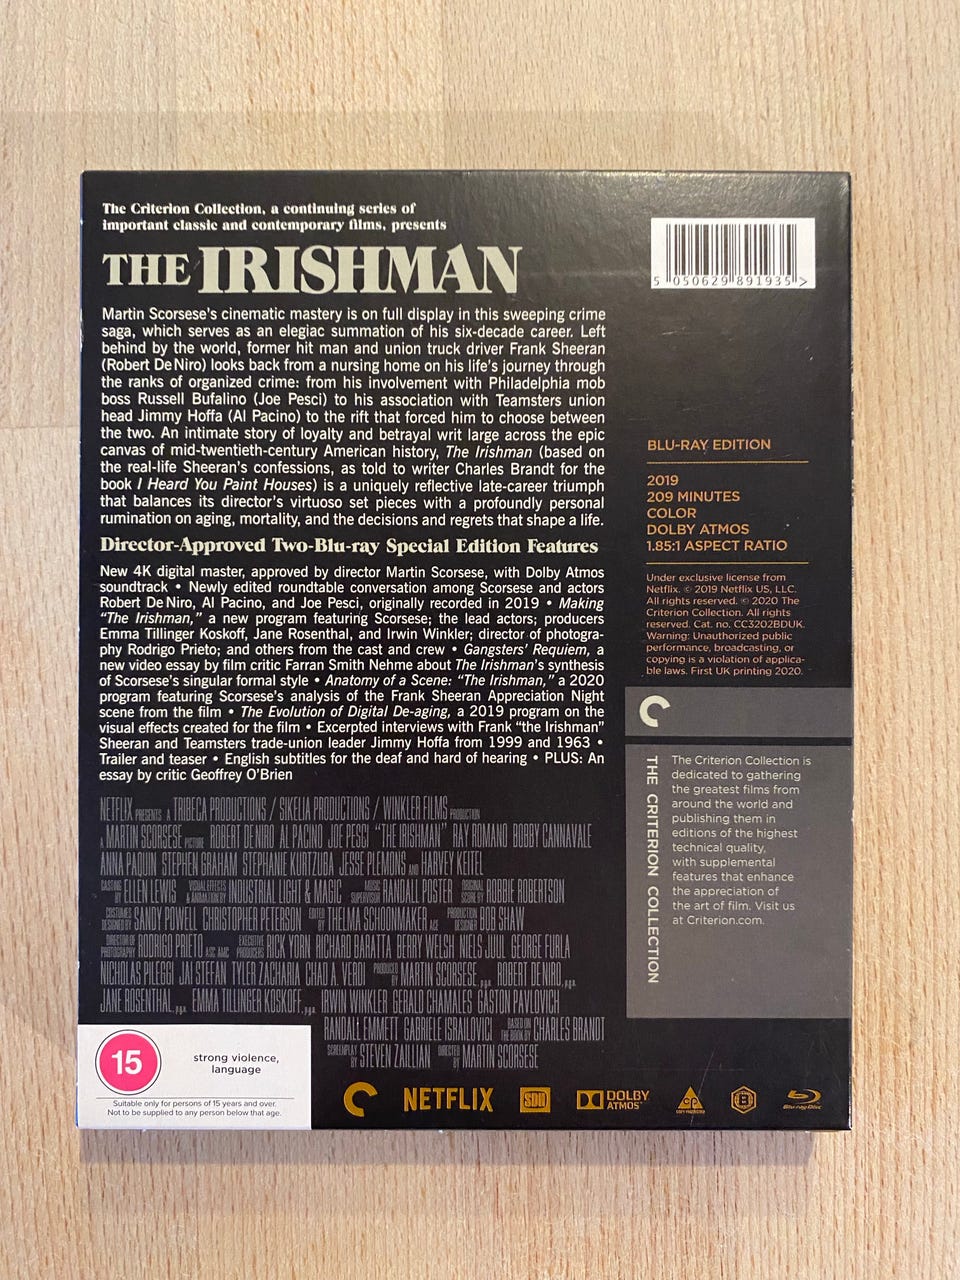 The Criterion Collection, a continuing series of
important classic and contemporary films, presents
THE IRISHMAN
Martin Scorsese's cinematic mastery is on full display in this sweeping crime
saga, which serves as an elegiac summation of his six-decade career. Left
behind by the world, former hit man and union truck driver Frank Sheeran
(Robert De Niro) looks back from a nursing home on his life's journey through
the ranks of organized crime: from his involvement with Philadelphia mob
boss Russell Bufalino (Joe Pesci) to his association with Teamsters union
head Jimmy Hoffa (Al Pacino) to the rift that forced him to choose between
the two. An intimate story of loyalty and betrayal writ large across the epic
canvas of mid-twentieth-century American history, The Irishman (based on
the real-life Sheeran's confessions, as told to writer Charles Brandt for the
book I Heard You Paint Houses) is a uniquely reflective late-career triumph
that balances its director's virtuoso set pieces with a profoundly personal
rumination on aging, mortality, and the decisions and regrets that shape a life.
Director-Approved Two-Blu-ray Special Edition Features
New 4K digital master, approved by director Martin Scorsese, with Dolby Atmos
soundtrack • Newly edited roundtable conversation among Scorsese and actors
Robert De Niro, Al Pacino, and Joe Pesci, originally recorded in 2019 • Making
"The Irishman," a new program featuring Scorsese; the lead actors; producers
Emma Tillinger Koskoff, Jane Rosenthal, and Irwin Winkler; director of photogra-
phy Rodrigo Prieto; and others from the cast and crew • Gangsters' Requiem, a
new video essay by film critic Farran Smith Nehme about The Irishman's synthesis
of Scorsese's singular formal style • Anatomy of a Scene: "The Irishman," a 2020
program featuring Scorsese's analysis of the Frank Sheeran Appreciation Night
scene from the film • The Evolution of Digital De-aging, a 2019 program on the
visual effects created for the film • Excerpted interviews with Frank "the Irishman"
Sheeran and Teamsters trade-union leader Jimmy Hoffa from 1999 and 1963 •
Trailer and teaser • English subtitles for the deaf and hard of hearing • PLUS: An
essay by critic Geoffrey O'Brien
NETFLIX PRESENTS A TRIBECA PRODUCTIONS / SIKELIA PRODUCTIONS / WINKLER FILMS PRODUCTION
A MARTIN SCORSESE PICTURE ROBERT DE NIRO AL PACINO JOE PESCI "THE IRISHMAN" RAY ROMANO BOBBY CANNAVALE
ANNA PAQUIN STEPHEN GRAHAM STEPHANIE KURTZUBA JESSE PLEMONS AND HARVEY KEITEL
CASTING BY ELLEN LEWIS VISUAL EFFECTS & ANIMATION BY INDUSTRIAL LIGHT & MAGIC MUSIC SUPERVISOR RANDALL POSTER ORIGINAL SCORE BY ROBBIE ROBERTSON
COSTUMES DESIGNED BY SANDY POWELL CHRISTOPHER PETERSON EDITED BY THELMA SCHOONMAKER ACE PRODUCTION DESIGNER BOB SHAW
DIRECTOR OF PHOTOGRAPHY RODRIGO PRIETO ASC AMC EXECUTIVE PRODUCERS RICK YORN RICHARD BARATTA BERRY WELSH NIELS JUUL GEORGE FURLA
NICHOLAS PILEGGI JAI STEFAN TYLER ZACHARIA CHAD A. VERDI PRODUCED BY MARTIN SCORSESE, p.g.a. ROBERT DE NIRO, p.g.a.
JANE ROSENTHAL, p.g.a. EMMA TILLINGER KOSKOFF, p.g.a. IRWIN WINKLER GERALD CHAMALES GASTON PAVLOVICH
RANDALL EMMETT GABRIELE ISRAILOVICI BASED ON THE BOOK BY CHARLES BRANDT
SCREENPLAY BY STEVEN ZAILLIAN DIRECTED BY MARTIN SCORSESE
15
strong violence,
language
Suitable only for persons of 15 years and over.
Not to be supplied to any person below that age.
NETFLIX
SDH
DOLBY
ATMOS
B
Blu-ray Disc
5 050629 891935 >
BLU-RAY EDITION
2019
209 MINUTES
COLOR
DOLBY ATMOS
1.85:1 ASPECT RATIO
Under exclusive license from
Netflix. © 2019 Netflix US, LLC.
All rights reserved. © 2020 The
Criterion Collection. All rights
reserved. Cat. no. CC3202BDUK.
Warning: Unauthorized public
performance, broadcasting, or
copying is a violation of applica-
ble laws. First UK printing 2020.
THE CRITERION COLLECTION
The Criterion Collection is
dedicated to gathering
the greatest films from
around the world and
publishing them in
editions of the highest
technical quality,
with supplemental
features that enhance
the appreciation of
the art of film. Visit us
at Criterion.com.